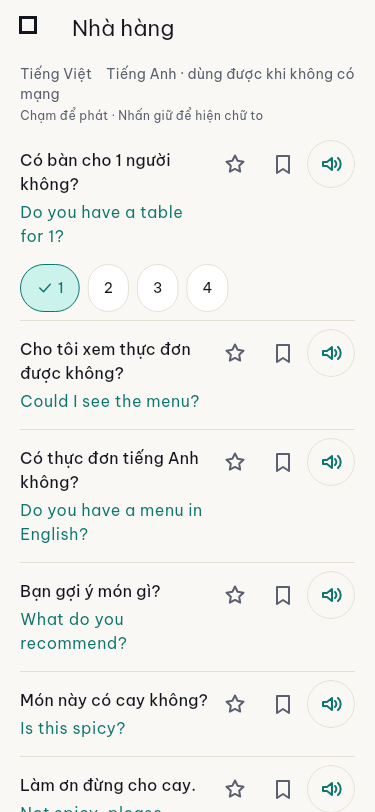 Nhà hàng
Tiếng Việt Tiếng Anh · dùng được khi không có
mạng
Chạm để phát · Nhấn giữ để hiện chữ to
Có bàn cho 1 người
không?
Do you have a table
for 1?
1 2 3 4
Cho tôi xem thực đơn
được không?
Could I see the menu?
Có thực đơn tiếng Anh
không?
Do you have a menu in
English?
Bạn gợi ý món gì?
What do you
recommend?
Món này có cay không?
Is this spicy?
Làm ơn đừng cho cay.
Not spicy, please